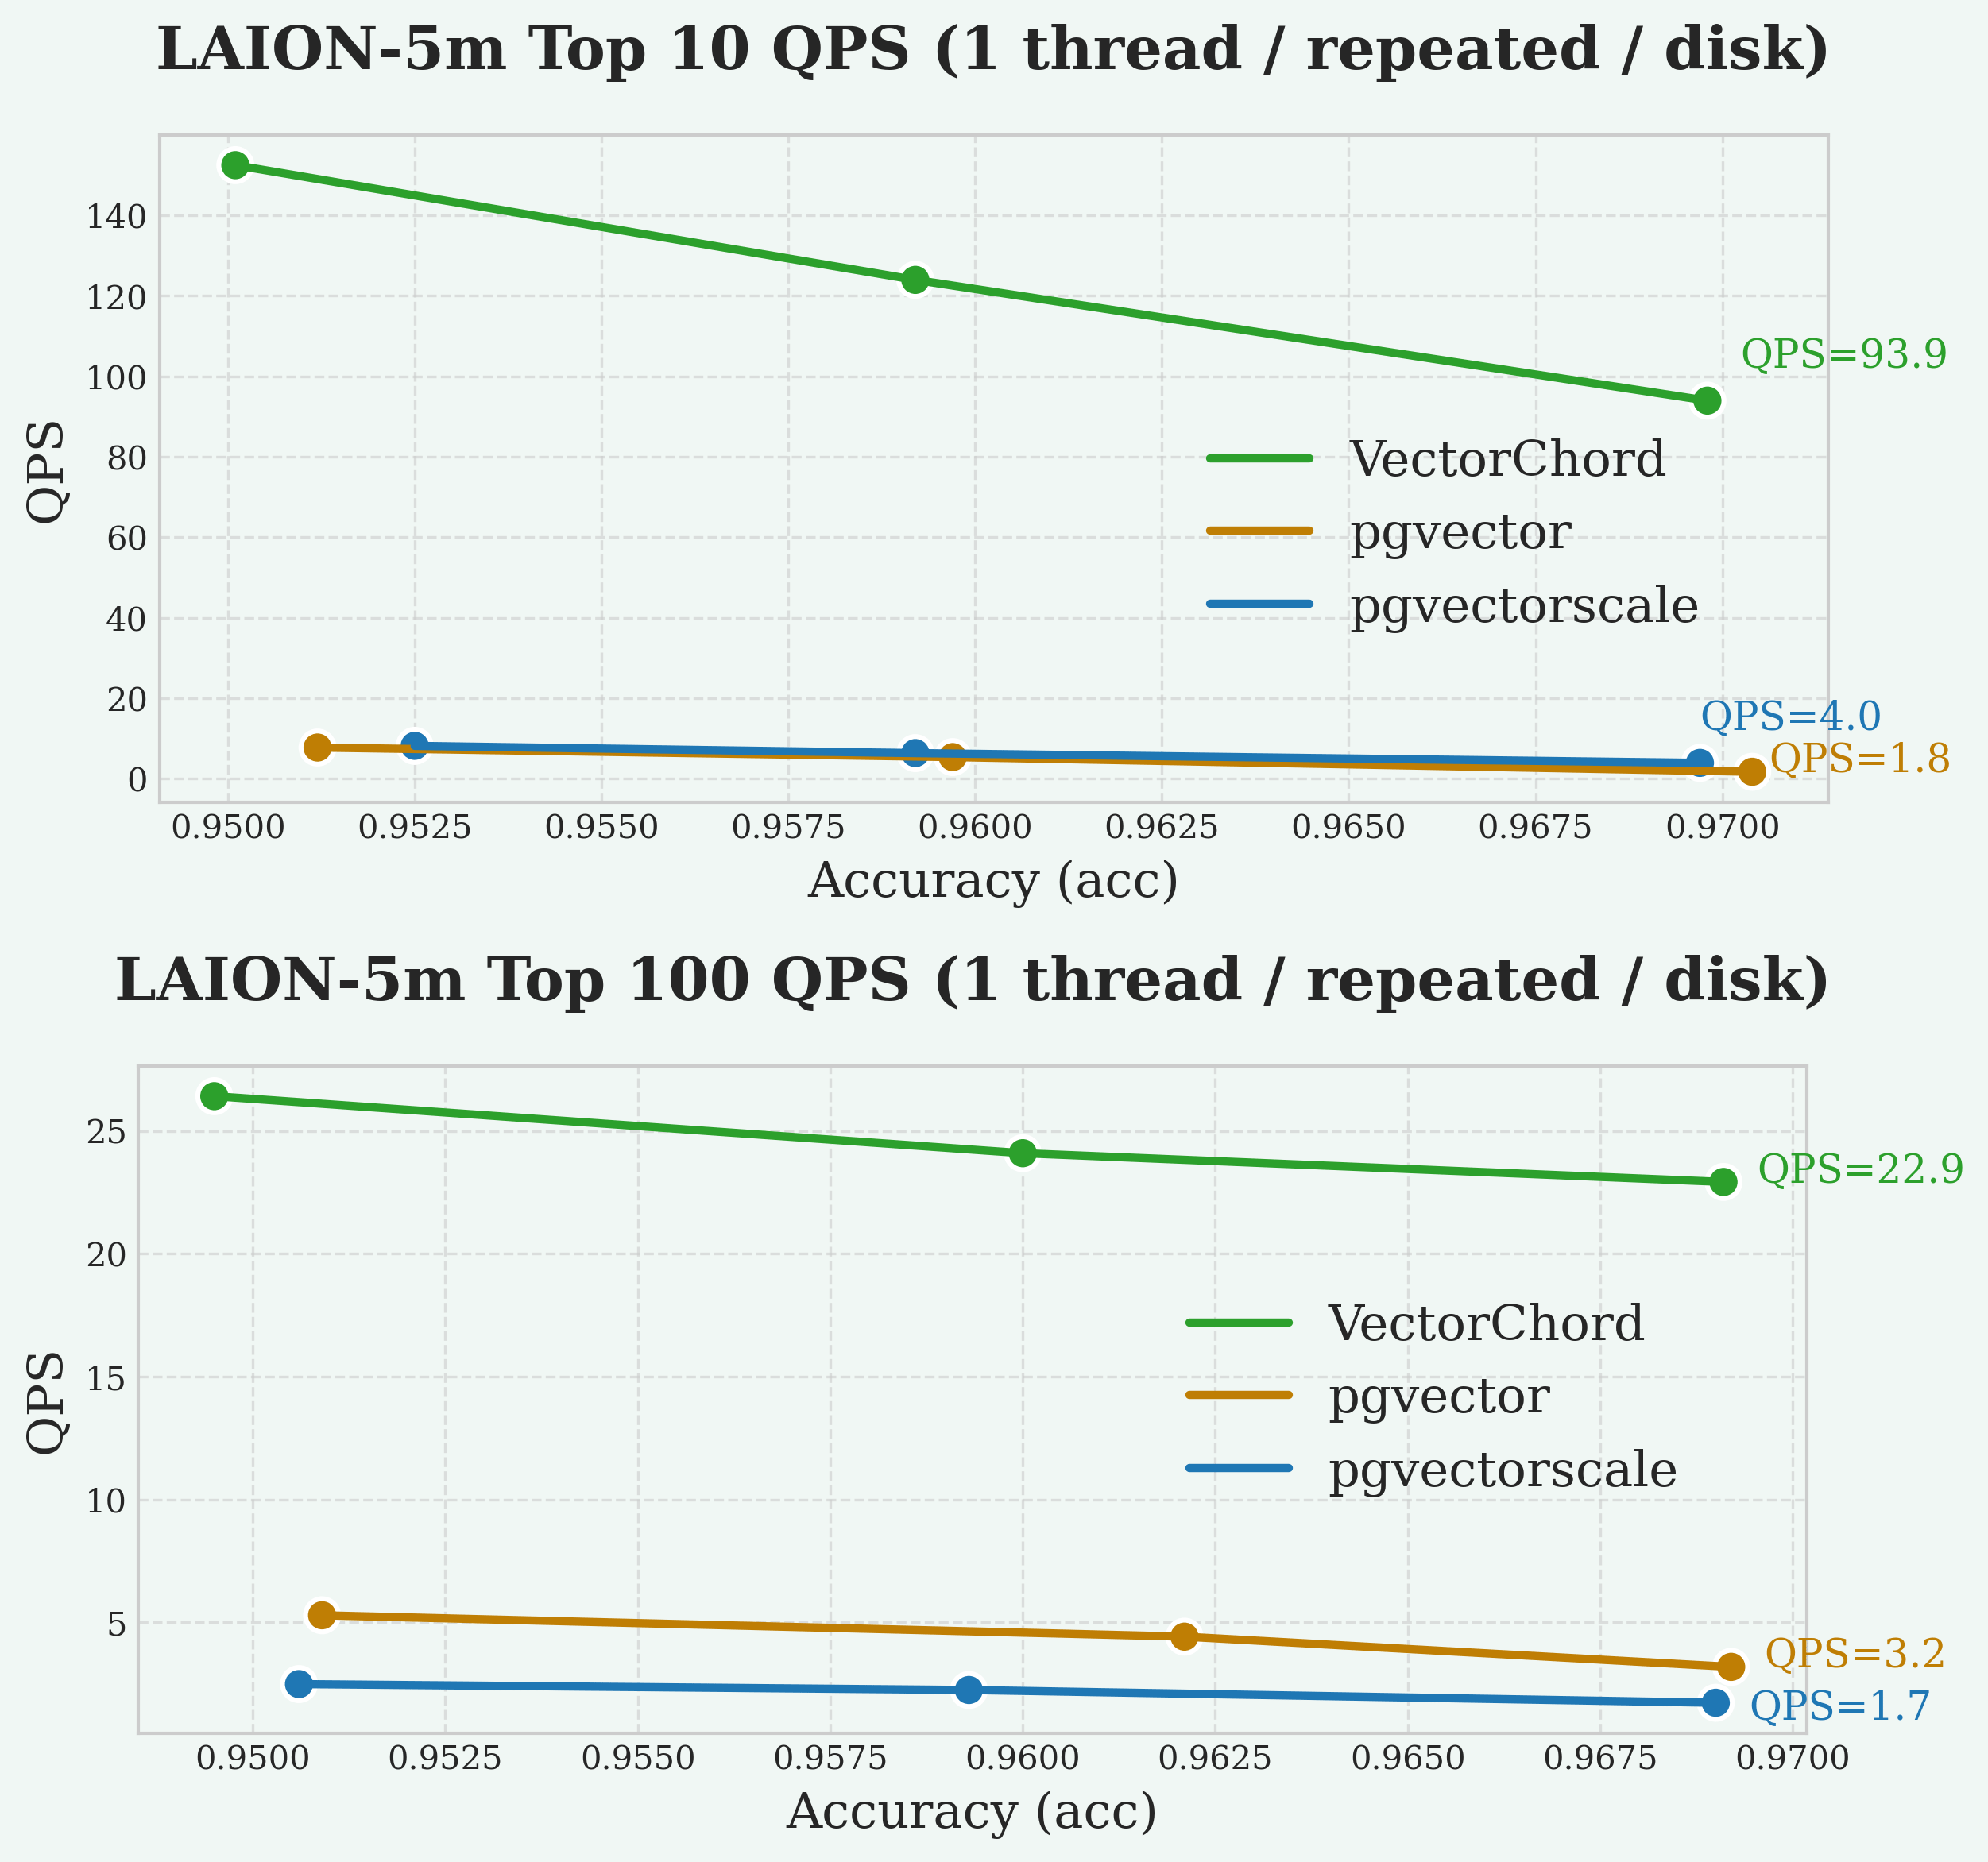 LAION-5m Top 10 QPS (1 thread / repeated / disk)
140
120
100
80
60
40
20
0
QPS
QPS=93.9
VectorChord
pgvector
pgvectorscale
QPS=4.0
QPS=1.8
0.9500 0.9525 0.9550 0.9575 0.9600 0.9625 0.9650 0.9675 0.9700
Accuracy (acc)
LAION-5m Top 100 QPS (1 thread / repeated / disk)
25
20
15
10
5
QPS
QPS=22.9
VectorChord
pgvector
pgvectorscale
QPS=3.2
QPS=1.7
0.9500 0.9525 0.9550 0.9575 0.9600 0.9625 0.9650 0.9675 0.9700
Accuracy (acc)